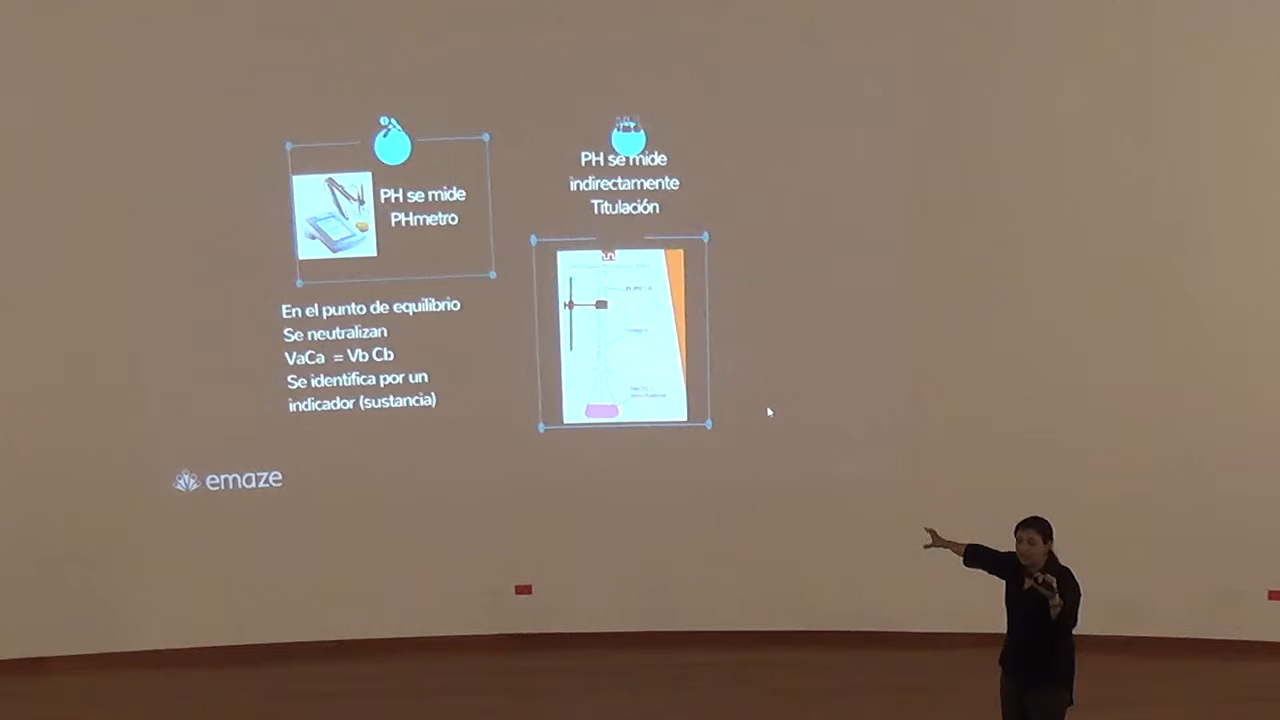 PH se mide
PHmetro
PH se mide
indirectamente
Titulación
En el punto de equilibrio
Se neutralizan
VaCa = Vb Cb
Se identifica por un
indicador (sustancia)
emaze